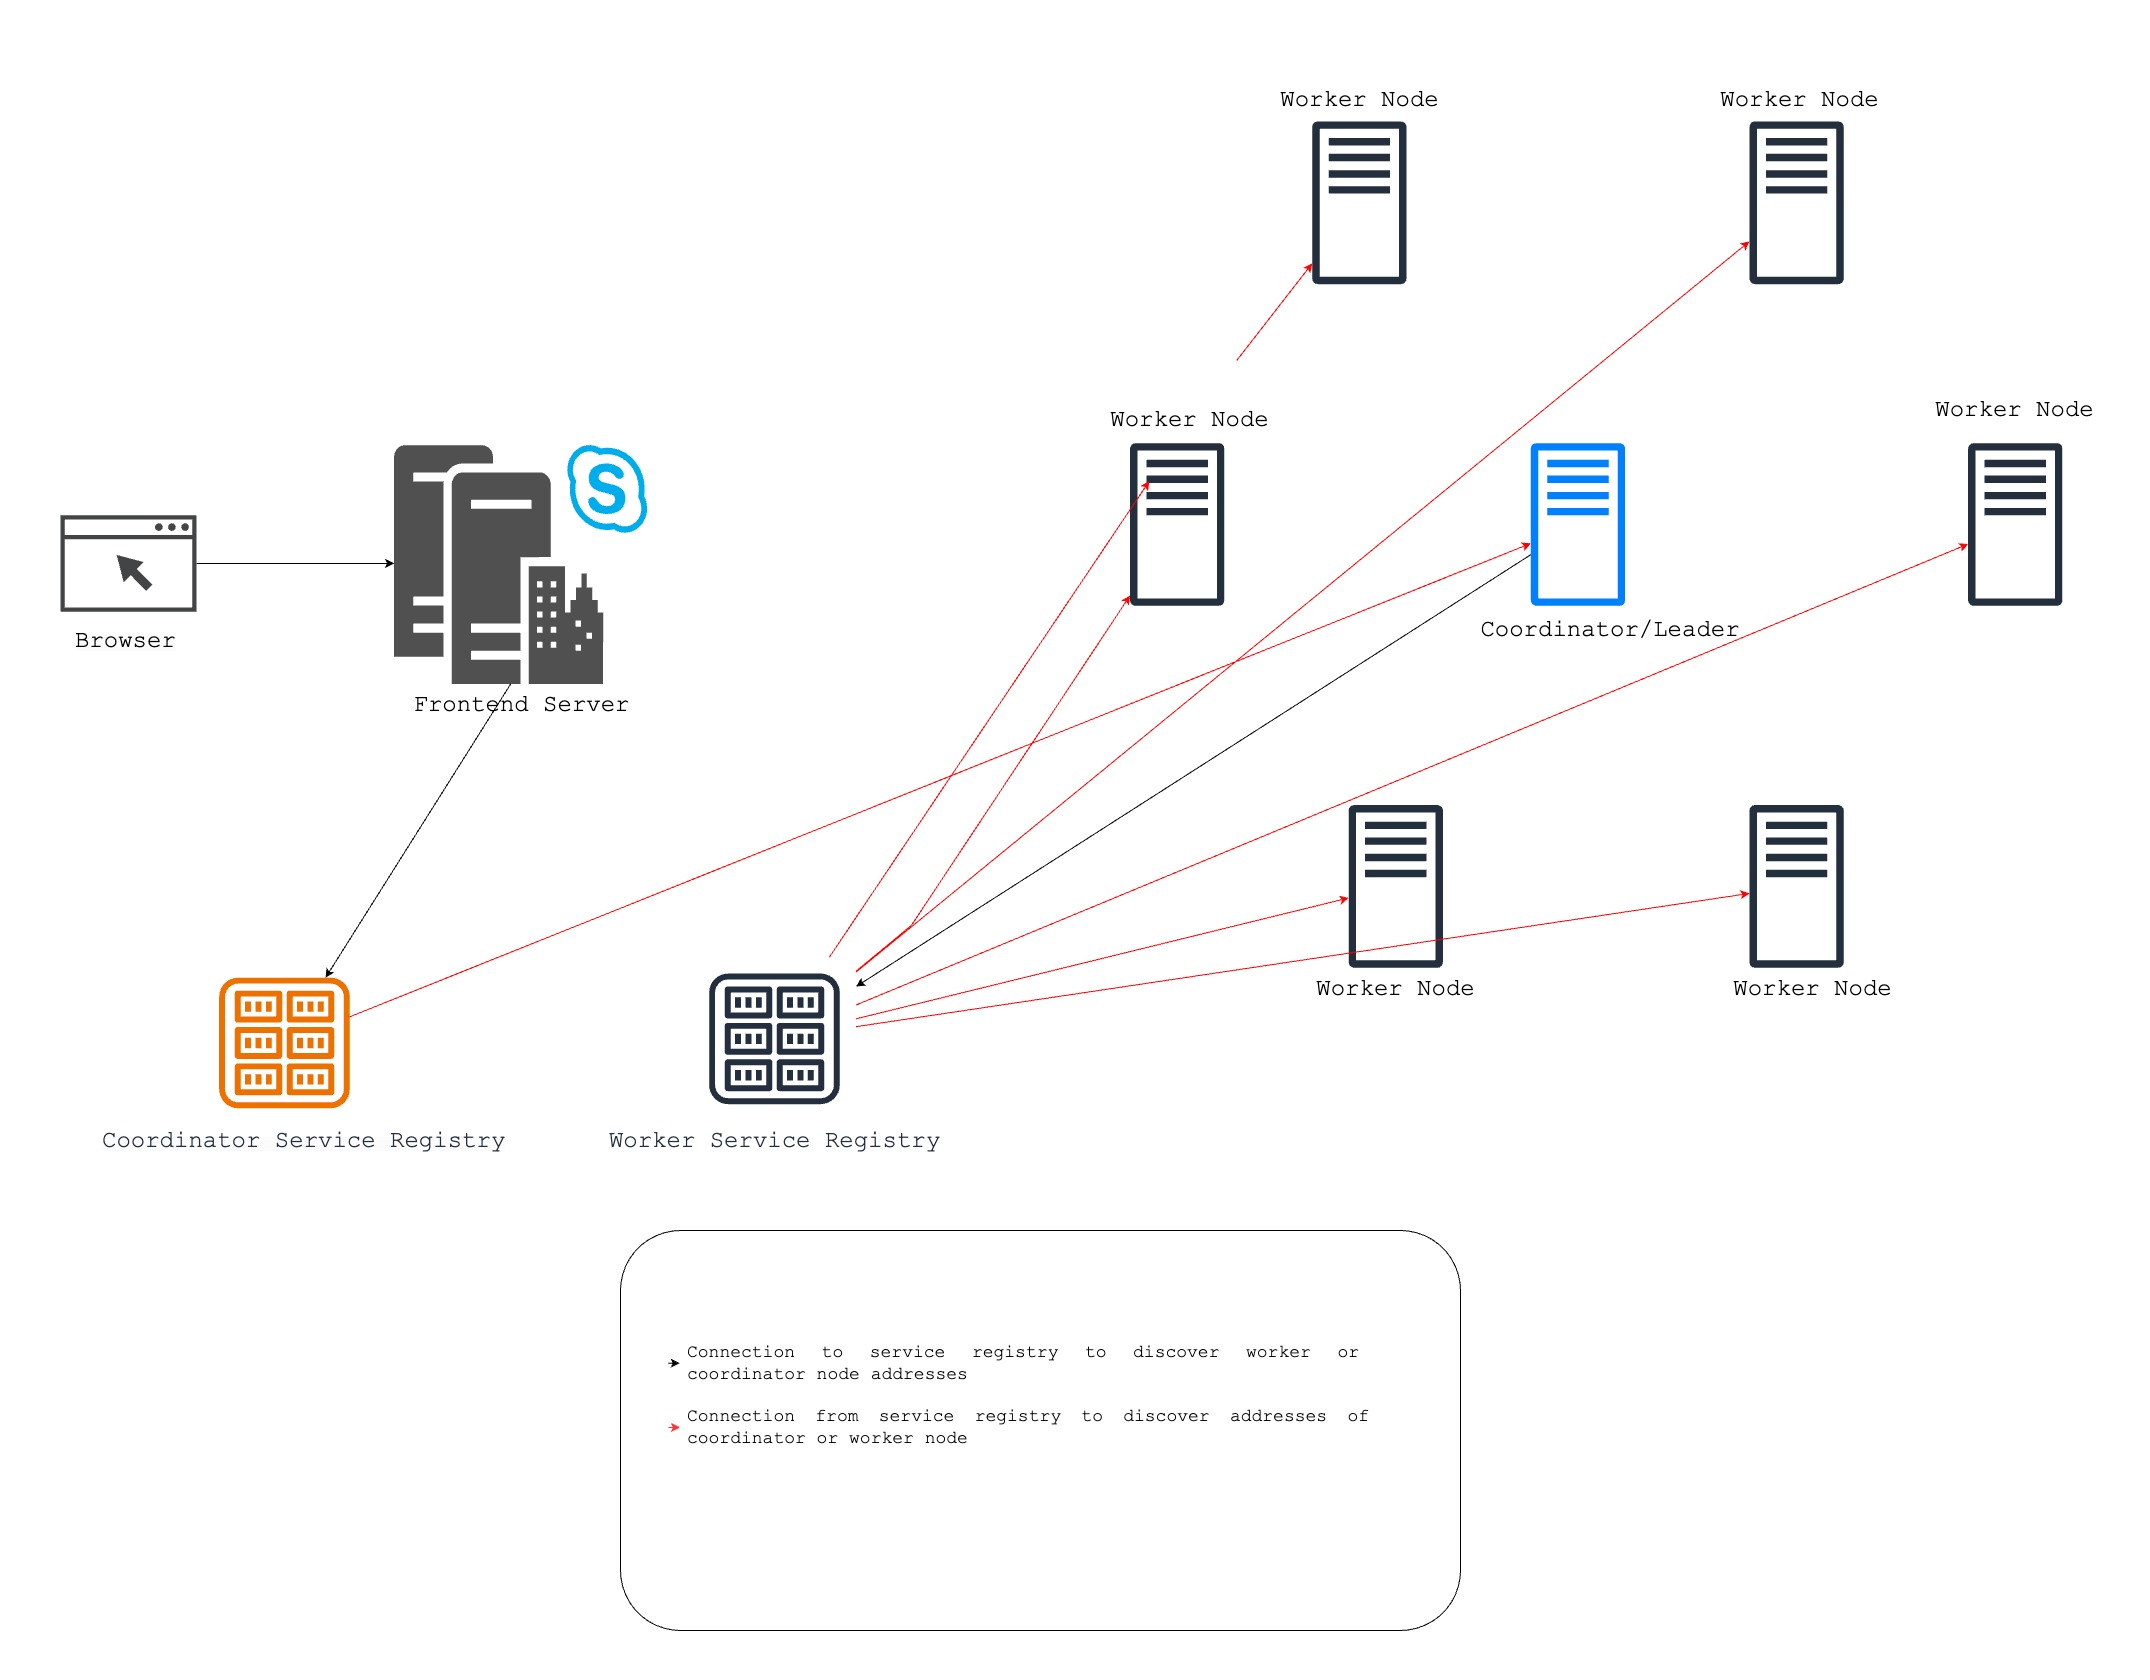 Worker Node
Worker Node
Worker Node
Worker Node
S
Browser
Coordinator/Leader
Frontend Server
Worker Node
Worker Node
Coordinator Service Registry
Worker Service Registry
Connection to service registry to discover worker or
coordinator node addresses
Connection from service registry to discover addresses of
coordinator or worker node